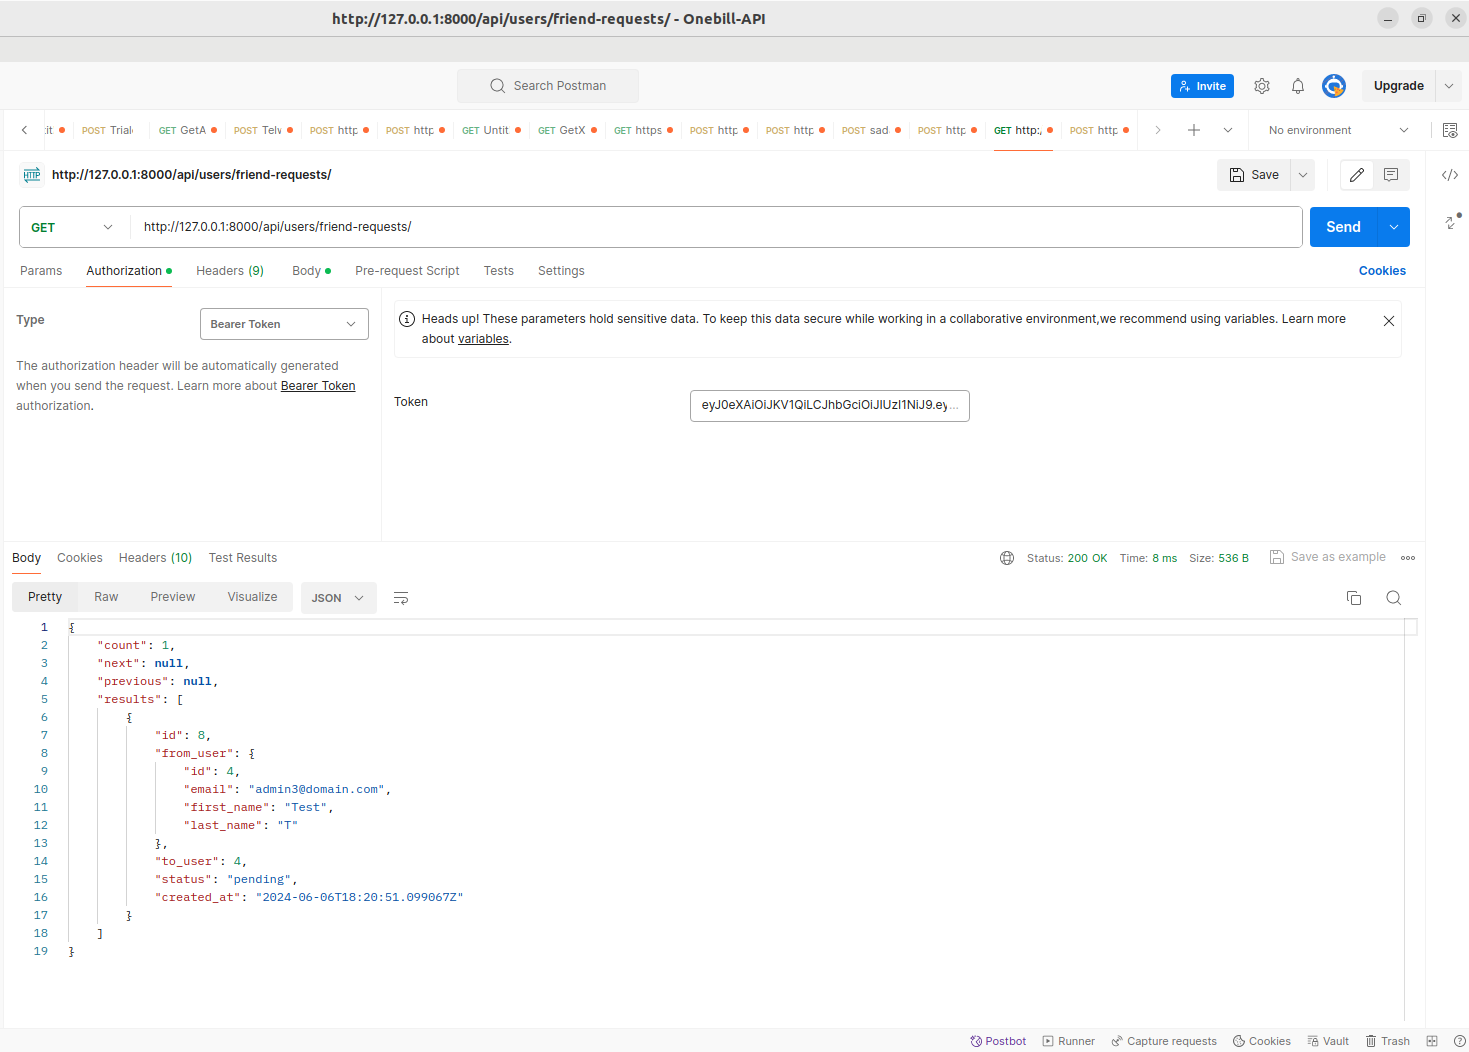 http://127.0.0.1:8000/api/users/friend-requests/ - Onebill-API
Search Postman
Invite
Upgrade
it POST Trial GET GetA POST Telv POST http POST http GET Untit GET GetX GET https POST http POST http POST sad POST http GET http:/ POST http No environment
HTTP http://127.0.0.1:8000/api/users/friend-requests/
Save
GET http://127.0.0.1:8000/api/users/friend-requests/ Send
Params Authorization Headers (9) Body Pre-request Script Tests Settings Cookies
Type Bearer Token
The authorization header will be automatically generated
when you send the request. Learn more about Bearer Token
authorization.
Heads up! These parameters hold sensitive data. To keep this data secure while working in a collaborative environment,we recommend using variables. Learn more
about variables.
Token eyJ0eXAiOiJKV1QiLCJhbGciOiJIUzI1NiJ9.ey...
Body Cookies Headers (10) Test Results Status: 200 OK Time: 8 ms Size: 536 B Save as example
Pretty Raw Preview Visualize JSON
1 {
2 "count": 1,
3 "next": null,
4 "previous": null,
5 "results": [
6 {
7 "id": 8,
8 "from_user": {
9 "id": 4,
10 "email": "admin3@domain.com",
11 "first_name": "Test",
12 "last_name": "T"
13 },
14 "to_user": 4,
15 "status": "pending",
16 "created_at": "2024-06-06T18:20:51.099067Z"
17 }
18 ]
19 }
Postbot Runner Capture requests Cookies Vault Trash